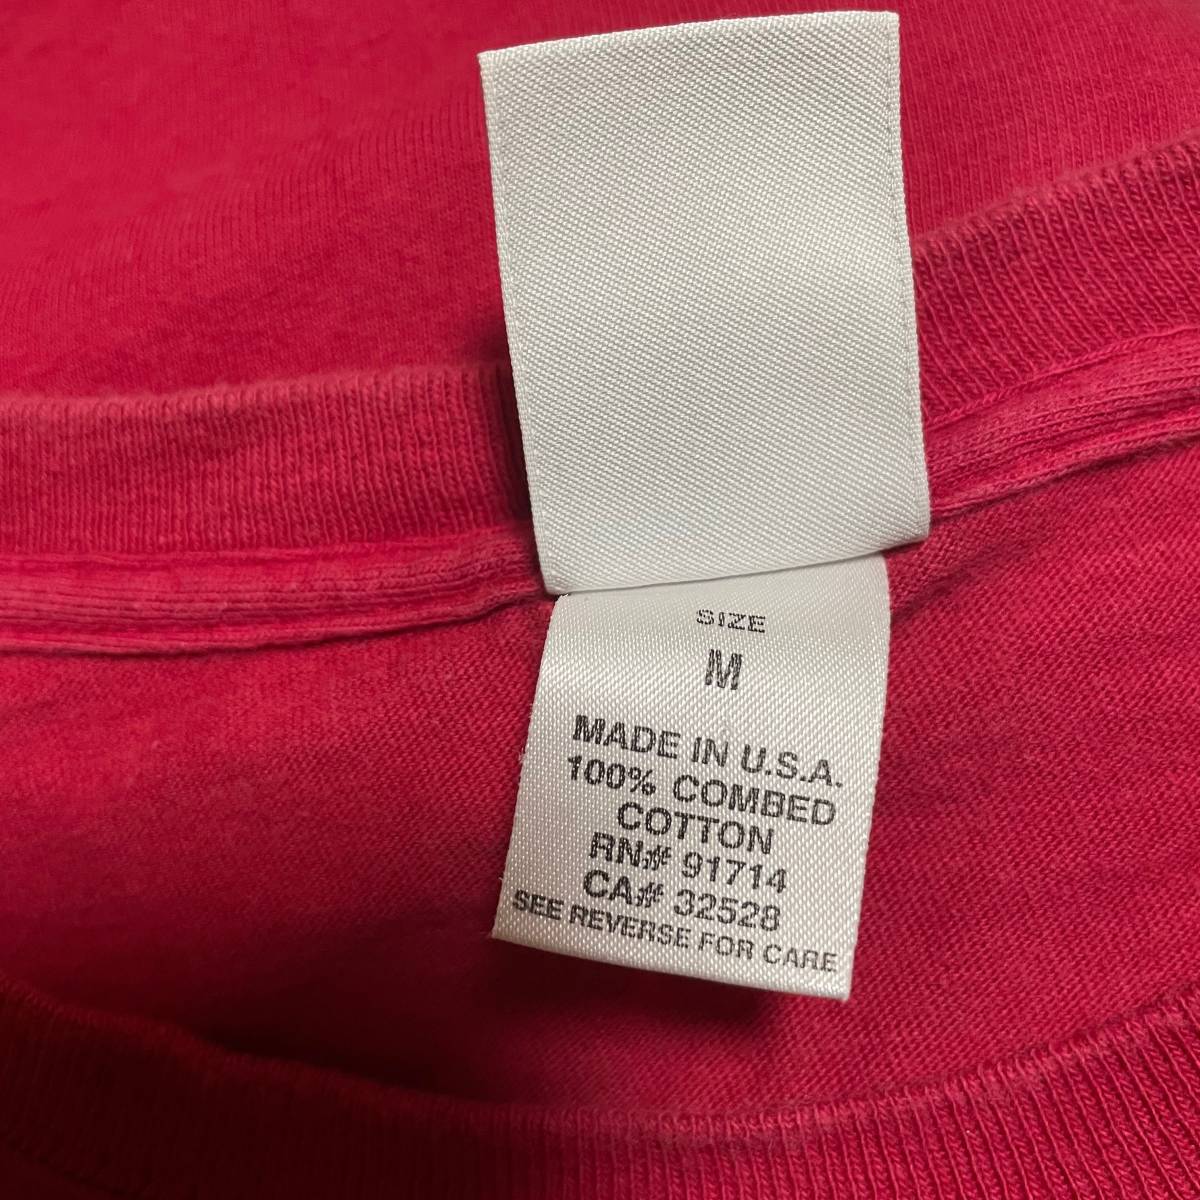 SIZE
M
MADE IN U.S.A.
100% COMBED
COTTON
RN# 91714
CA# 32528
SEE REVERSE FOR CARE